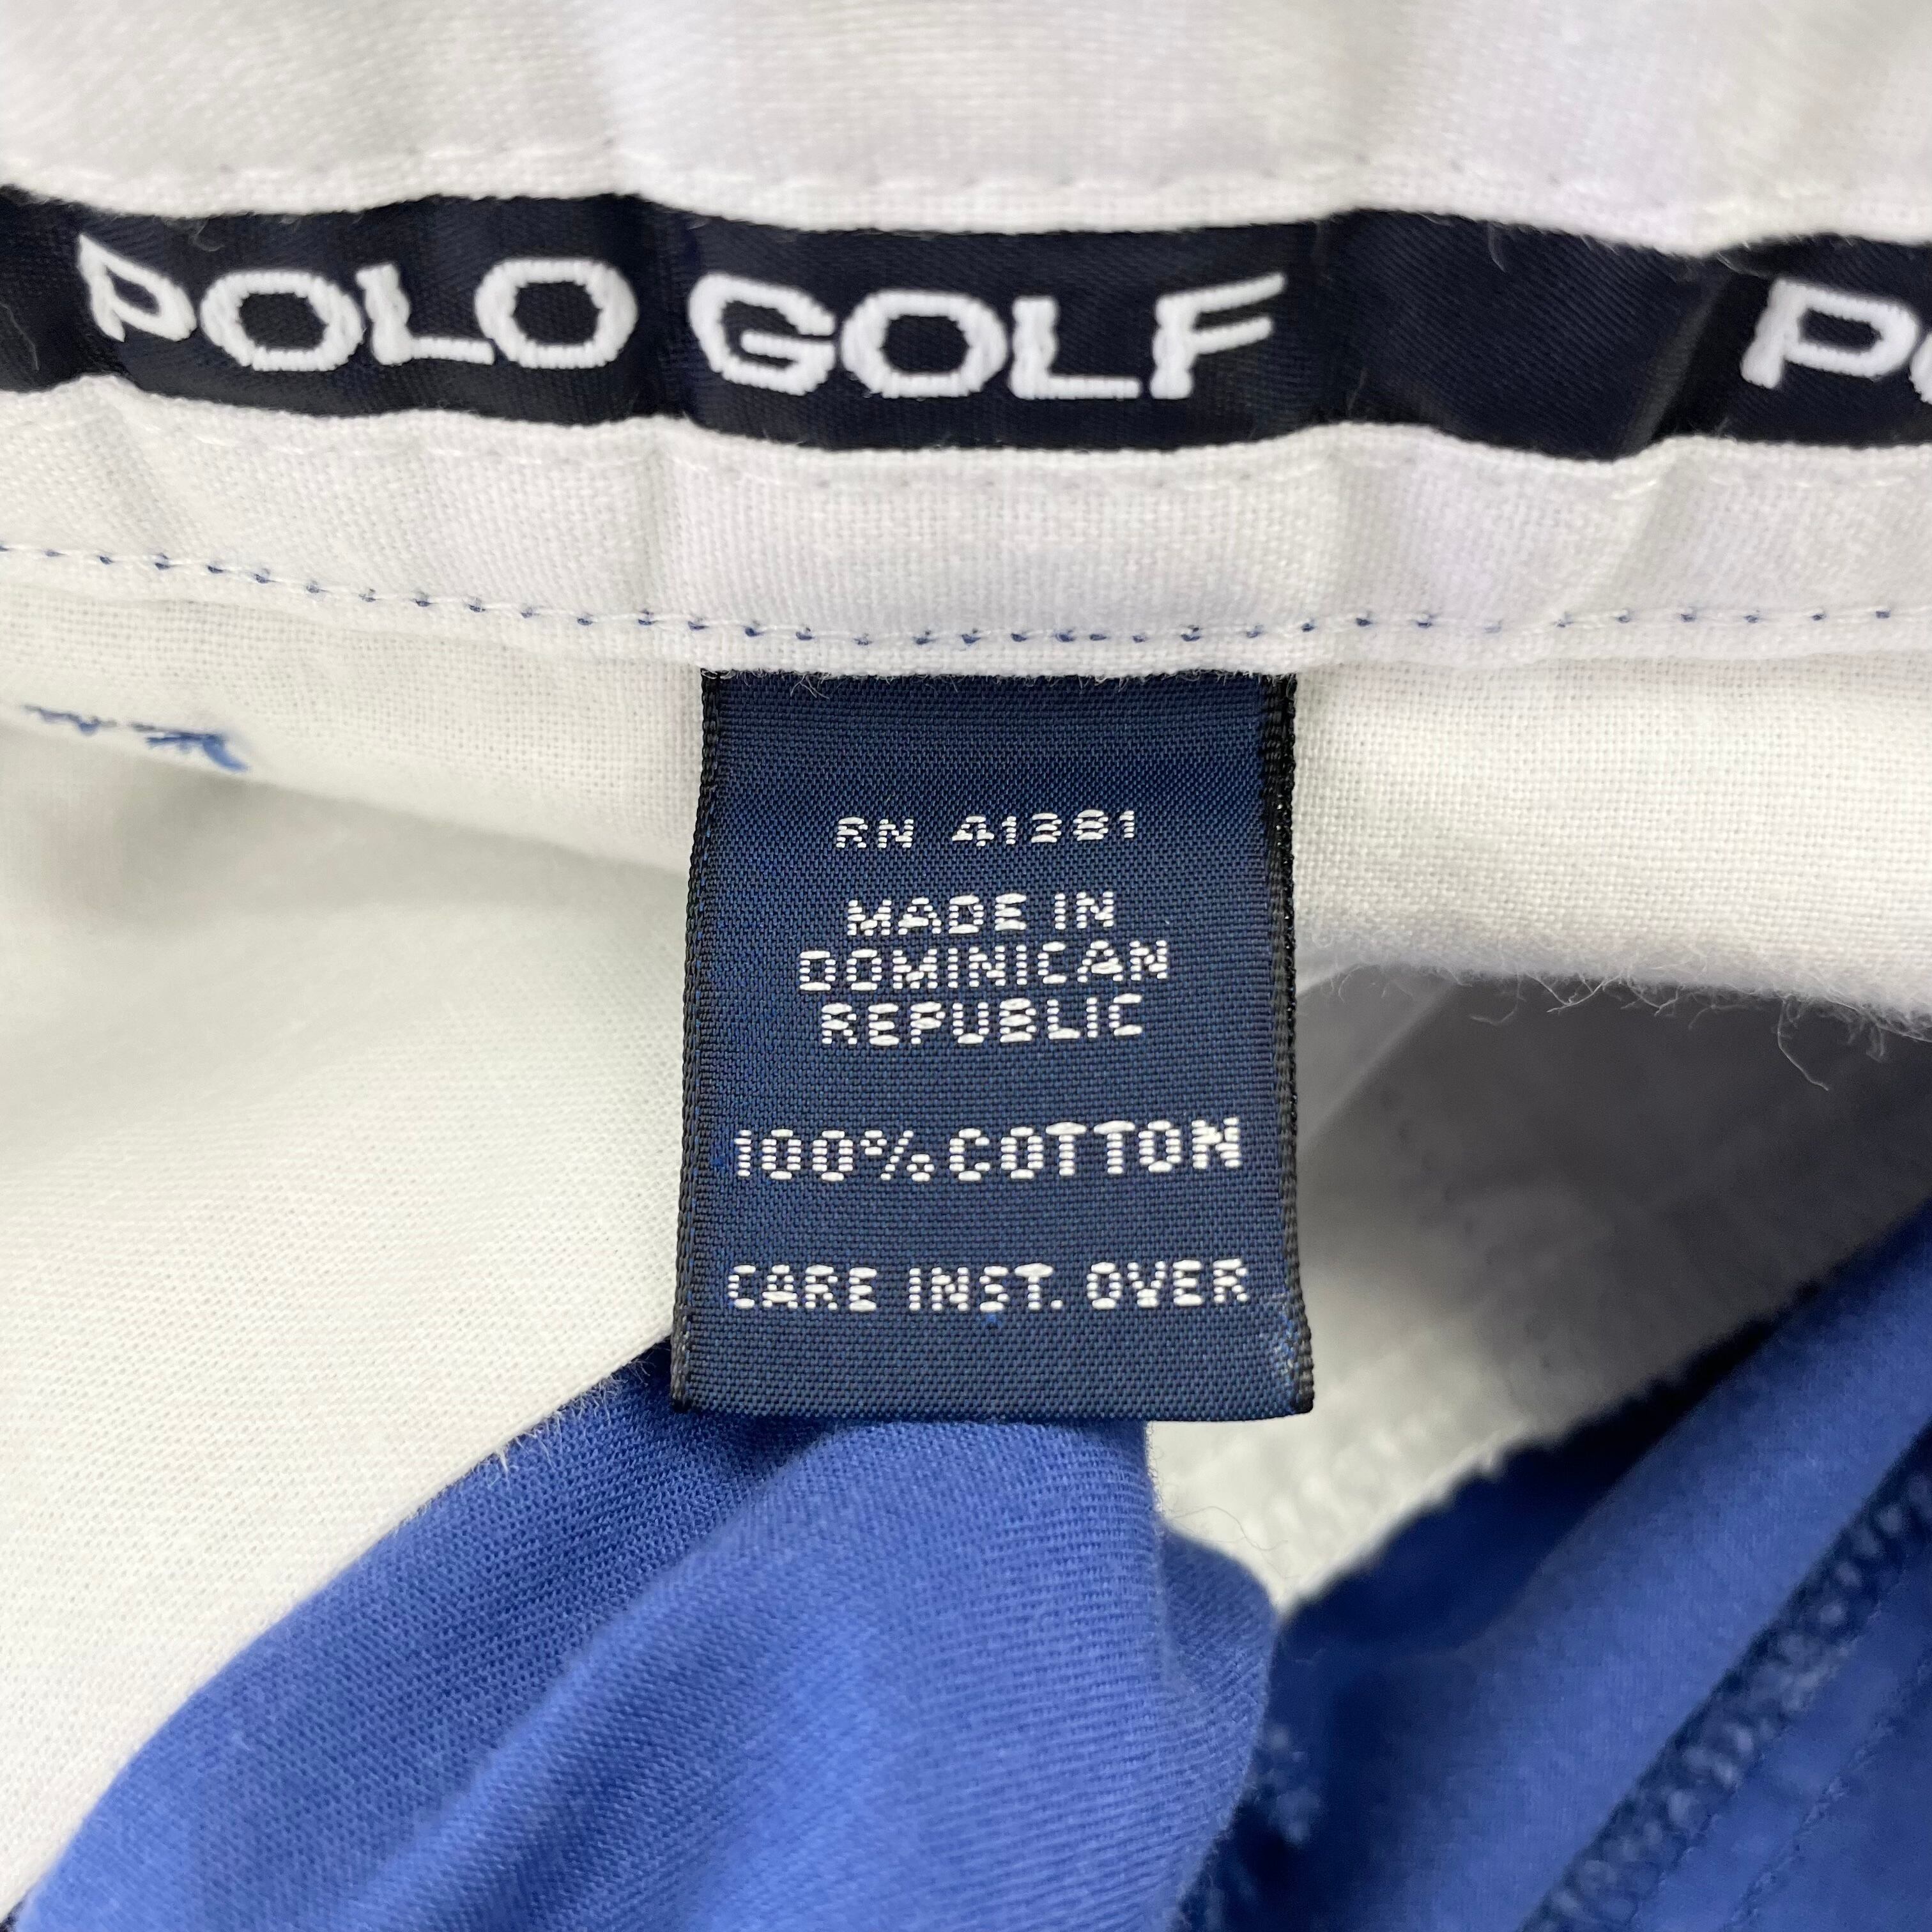 POLO GOLF PO
RN 41381
MADE IN
DOMINICAN
REPUBLIC
100% COTTON
CARE INST. OVER